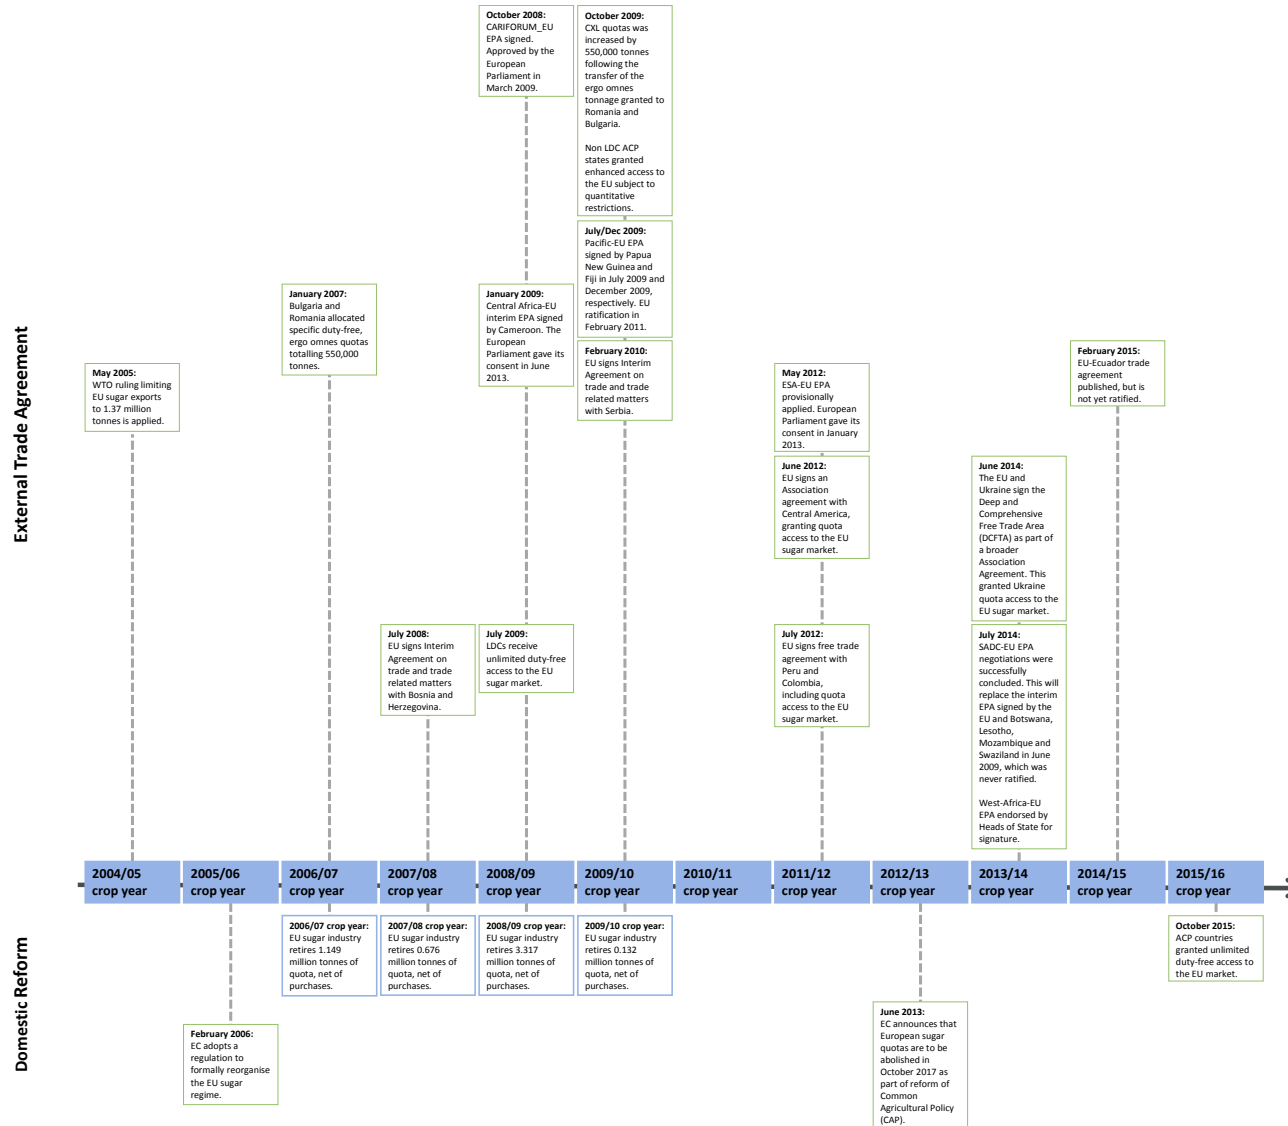 External Trade Agreement
October 2008:
CARIFORUM_EU
EPA signed.
Approved by the
European
Parliament in
March 2009.
October 2009:
CXL quotas was
increased by
550,000 tonnes
following the
transfer of the
ergo omnes
tonnage granted to
Romania and
Bulgaria.
Non LDC ACP
states granted
enhanced access to
the EU subject to
quantitative
restrictions.
July/Dec 2009:
Pacific-EU EPA
signed by Papua
New Guinea and
Fiji in July 2009 and
December 2009,
respectively. EU
ratification in
February 2011.
January 2007:
Bulgaria and
Romania allocated
specific duty-free,
ergo omnes quotas
totalling 550,000
tonnes.
January 2009:
Central Africa-EU
interim EPA signed
by Cameroon. The
European
Parliament gave its
consent in June
2013.
February 2010:
EU signs Interim
Agreement on
trade and trade
related matters
with Serbia.
May 2005:
WTO ruling limiting
EU sugar exports
to 1.37 million
tonnes is applied.
May 2012:
ESA-EU EPA
provisionally
applied. European
Parliament gave its
consent in January
2013.
February 2015:
EU-Ecuador trade
agreement
published, but is
not yet ratified.
June 2012:
EU signs an
Association
agreement with
Central America,
granting quota
access to the EU
sugar market.
June 2014:
The EU and
Ukraine sign the
Deep and
Comprehensive
Free Trade Area
(DCFTA) as part of
a broader
Association
Agreement. This
granted Ukraine
quota access to the
EU sugar market.
July 2008:
EU signs Interim
Agreement on
trade and trade
related matters
with Bosnia and
Herzegovina.
July 2009:
LDCs receive
unlimited duty-free
access to the EU
sugar market.
July 2012:
EU signs free trade
agreement with
Peru and
Colombia,
including quota
access to the EU
sugar market.
July 2014:
SADC-EU EPA
negotiations were
successfully
concluded. This will
replace the interim
EPA signed by the
EU and Botswana,
Lesotho,
Mozambique and
Swaziland in June
2009, which was
never ratified.
West-Africa-EU
EPA endorsed by
Heads of State for
signature.
2004/05
crop year
2005/06
crop year
2006/07
crop year
2007/08
crop year
2008/09
crop year
2009/10
crop year
2010/11
crop year
2011/12
crop year
2012/13
crop year
2013/14
crop year
2014/15
crop year
2015/16
crop year
Domestic Reform
2006/07 crop year:
EU sugar industry
retires 1.149
million tonnes of
quota, net of
purchases.
2007/08 crop year:
EU sugar industry
retires 0.676
million tonnes of
quota, net of
purchases.
2008/09 crop year:
EU sugar industry
retires 3.317
million tonnes of
quota, net of
purchases.
2009/10 crop year:
EU sugar industry
retires 0.132
million tonnes of
quota, net of
purchases.
October 2015:
ACP countries
granted unlimited
duty-free access to
the EU market.
February 2006:
EC adopts a
regulation to
formally reorganise
the EU sugar
regime.
June 2013:
EC announces that
European sugar
quotas are to be
abolished in
October 2017 as
part of reform of
Common
Agricultural Policy
(CAP).